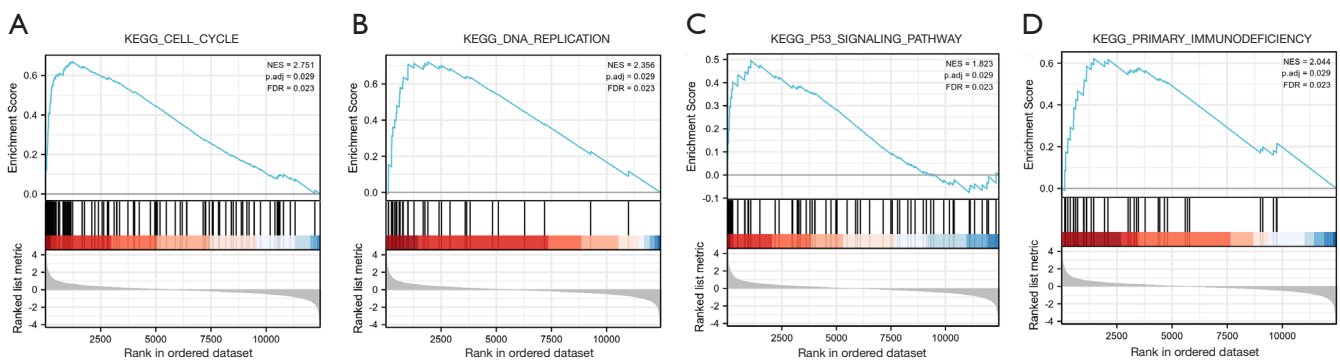 A
KEGG_CELL_CYCLE
NES = 2.751
p.adj = 0.029
FDR = 0.023
Enrichment Score
0.6
0.4
0.2
0.0
Ranked list metric
4
2
0
-2
-4
2500 5000 7500 10000
Rank in ordered dataset
B
KEGG_DNA_REPLICATION
NES = 2.356
p.adj = 0.029
FDR = 0.023
Enrichment Score
0.6
0.4
0.2
0.0
Ranked list metric
4
2
0
-2
-4
2500 5000 7500 10000
Rank in ordered dataset
C
KEGG_P53_SIGNALING_PATHWAY
NES = 1.823
p.adj = 0.029
FDR = 0.023
Enrichment Score
0.5
0.4
0.3
0.2
0.1
0.0
-0.1
Ranked list metric
4
2
0
-2
-4
2500 5000 7500 10000
Rank in ordered dataset
D
KEGG_PRIMARY_IMMUNODEFICIENCY
NES = 2.044
p.adj = 0.029
FDR = 0.023
Enrichment Score
0.6
0.4
0.2
0.0
Ranked list metric
4
2
0
-2
-4
2500 5000 7500 10000
Rank in ordered dataset